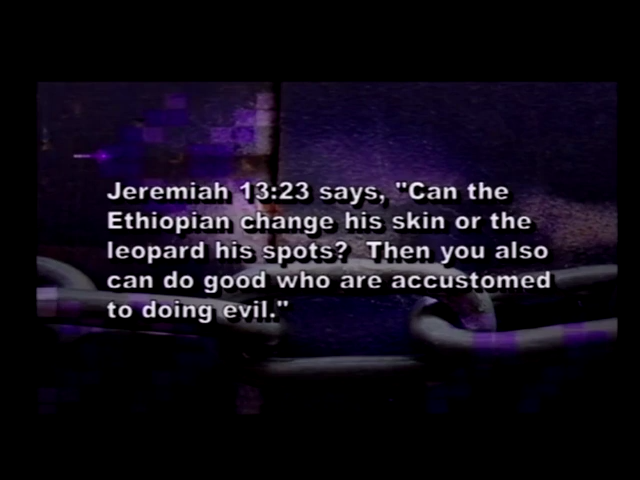 Jeremiah 13:23 says, "Can the
Ethiopian change his skin or the
leopard his spots?  Then you also
can do good who are accustomed
to doing evil."